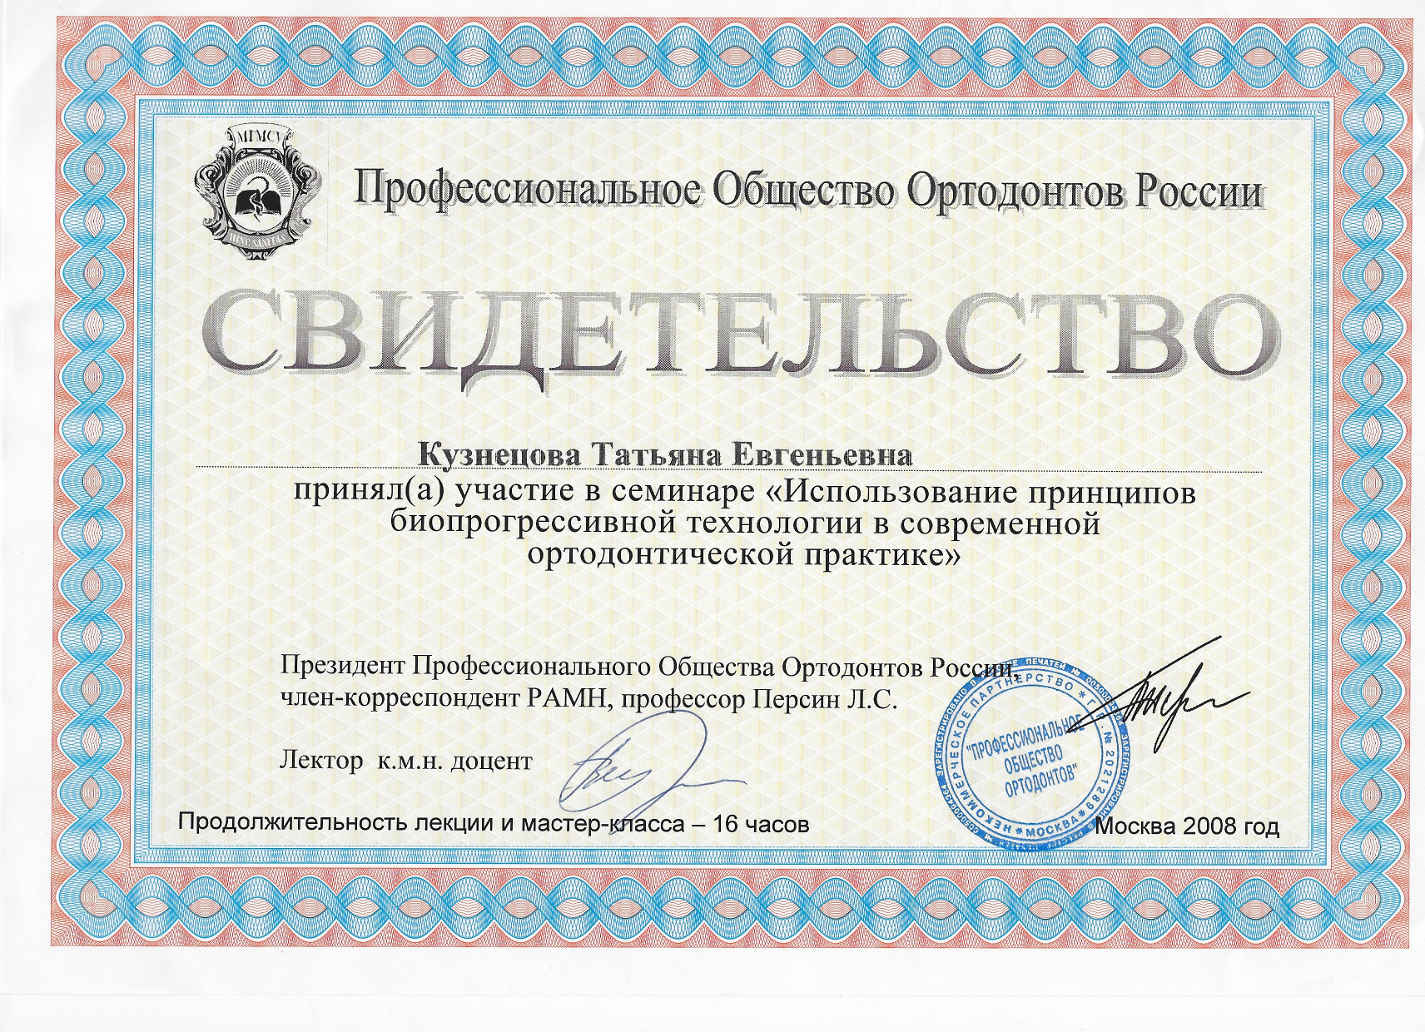 МГМСУ
Профессиональное Общество Ортодонтов России
СВИДЕТЕЛЬСТВО
Кузнецова Татьяна Евгеньевна
принял(а) участие в семинаре «Использование принципов
биопрогрессивной технологии в современной
ортодонтической практике»
Президент Профессионального Общества Ортодонтов России,
член-корреспондент РАМН, профессор Персин Л.С.
Лектор к.м.н. доцент
НЕКОММЕРЧЕСКОЕ ПАРТНЕРСТВО * Г.Р. № 2021289 * МОСКВА *
"ПРОФЕССИОНАЛЬНОЕ
ОБЩЕСТВО
ОРТОДОНТОВ"
Продолжительность лекции и мастер-класса – 16 часов
Москва 2008 год